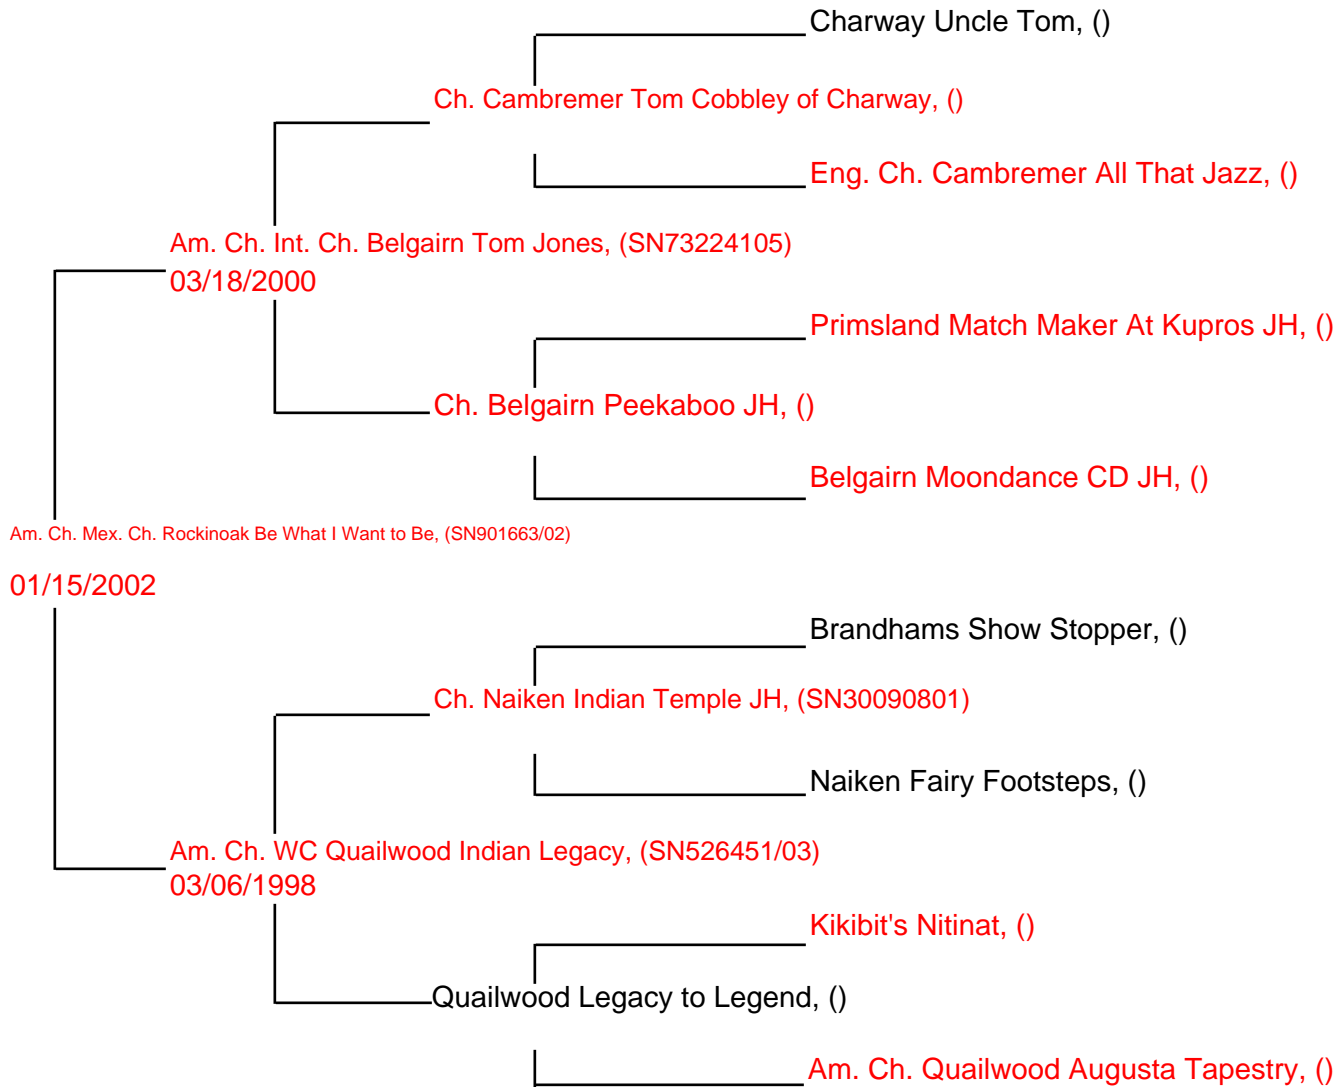 Charway Uncle Tom, ()
Ch. Cambremer Tom Cobbley of Charway, ()
Eng. Ch. Cambremer All That Jazz, ()
Am. Ch. Int. Ch. Belgairn Tom Jones, (SN73224105)
03/18/2000
Primsland Match Maker At Kupros JH, ()
Ch. Belgairn Peekaboo JH, ()
Belgairn Moondance CD JH, ()
Am. Ch. Mex. Ch. Rockinoak Be What I Want to Be, (SN901663/02)
01/15/2002
Brandhams Show Stopper, ()
Ch. Naiken Indian Temple JH, (SN30090801)
Naiken Fairy Footsteps, ()
Am. Ch. WC Quailwood Indian Legacy, (SN526451/03)
03/06/1998
Kikibit's Nitinat, ()
Quailwood Legacy to Legend, ()
Am. Ch. Quailwood Augusta Tapestry, ()